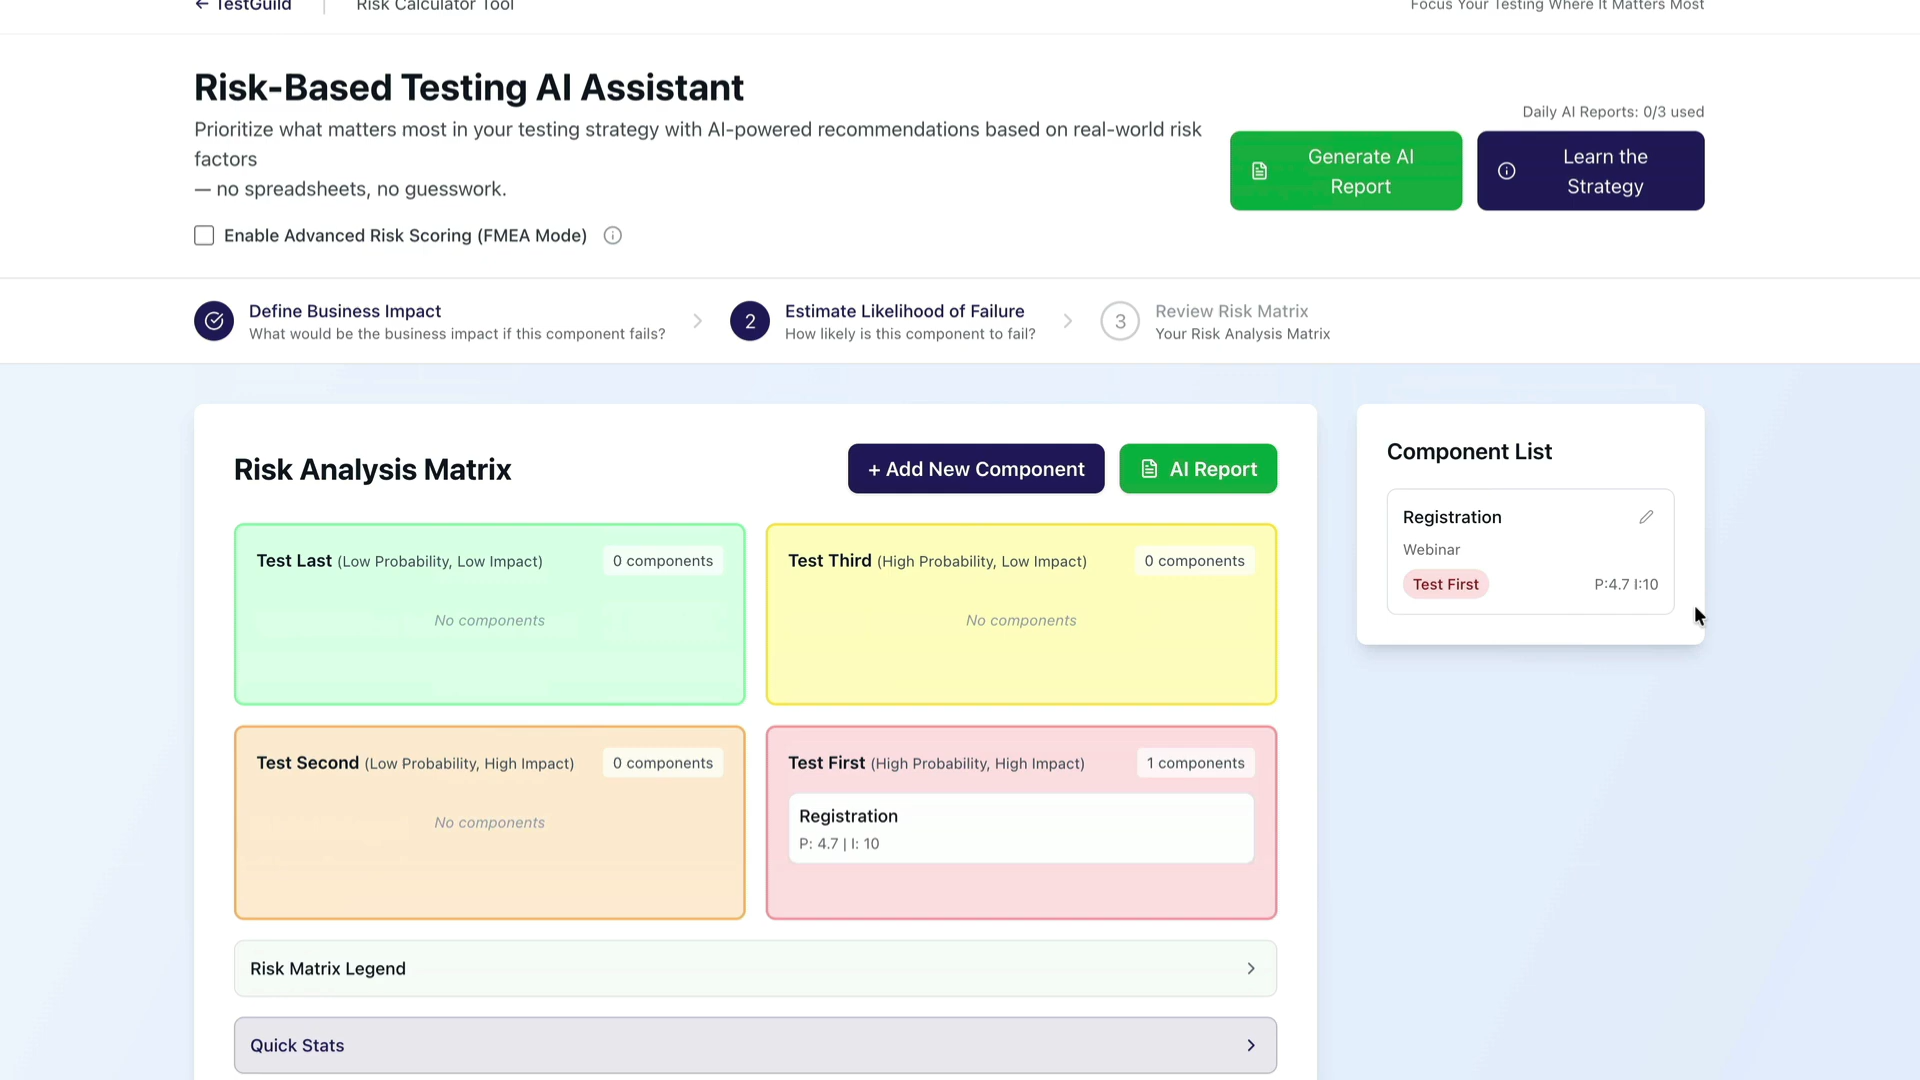 ← TestGuild | Risk Calculator Tool
Focus Your Testing Where It Matters Most
Risk-Based Testing AI Assistant
Prioritize what matters most in your testing strategy with AI-powered recommendations based on real-world risk
factors
— no spreadsheets, no guesswork.
Enable Advanced Risk Scoring (FMEA Mode)
Daily AI Reports: 0/3 used
Generate AI
Report
Learn the
Strategy
Define Business Impact
What would be the business impact if this component fails?
2
Estimate Likelihood of Failure
How likely is this component to fail?
3
Review Risk Matrix
Your Risk Analysis Matrix
Risk Analysis Matrix
+ Add New Component
AI Report
Test Last (Low Probability, Low Impact)
0 components
No components
Test Third (High Probability, Low Impact)
0 components
No components
Test Second (Low Probability, High Impact)
0 components
No components
Test First (High Probability, High Impact)
1 components
Registration
P: 4.7 | I: 10
Risk Matrix Legend
Quick Stats
Component List
Registration
Webinar
Test First
P:4.7 I:10